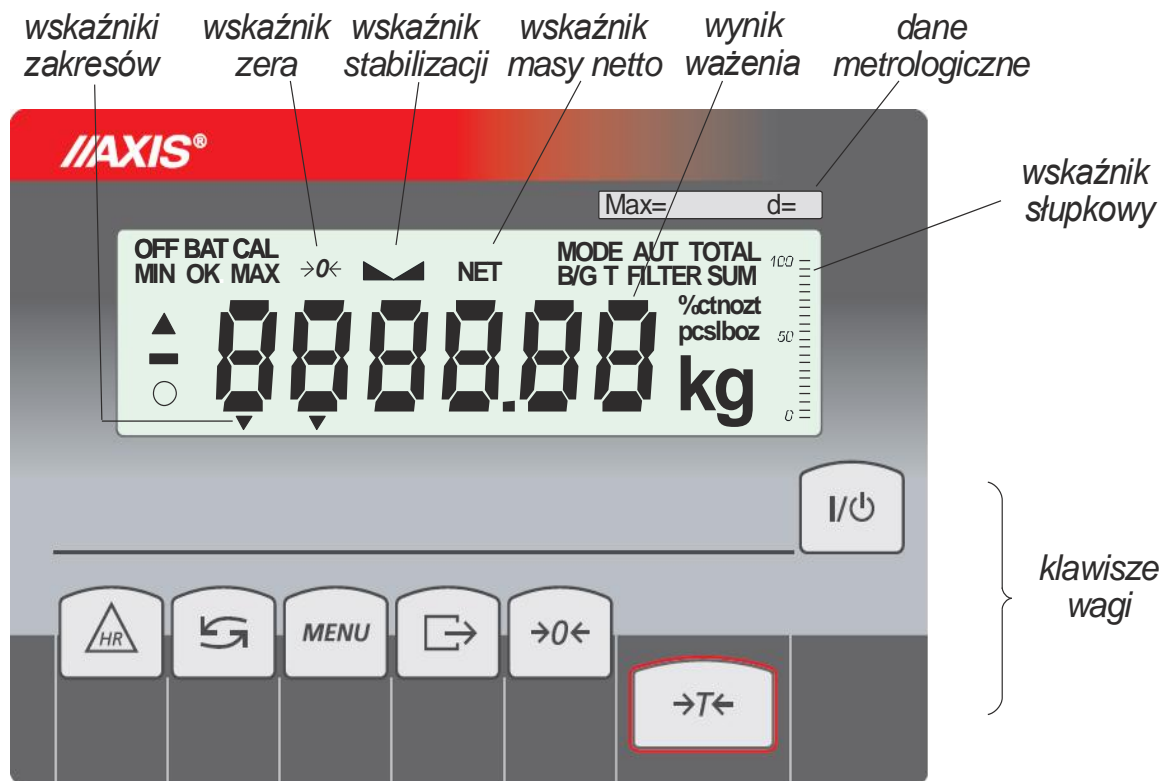 wskaźniki zakresów
wskaźnik zera
wskaźnik stabilizacji
wskaźnik masy netto
wynik ważenia
dane metrologiczne
//AXIS®
Max= d=
wskaźnik słupkowy
OFF BAT CAL
MIN OK MAX
→0←
NET
MODE AUT TOTAL
B/G T FILTER SUM
100
%ctnozt
pcslboz
50
888888
kg
0
I/⏻
klawisze wagi
HR
MENU
→0←
→T←